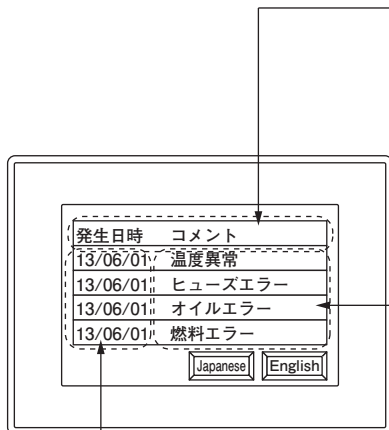 発生日時 コメント
13/06/01 温度異常
13/06/01 ヒューズエラー
13/06/01 オイルエラー
13/06/01 燃料エラー
Japanese English